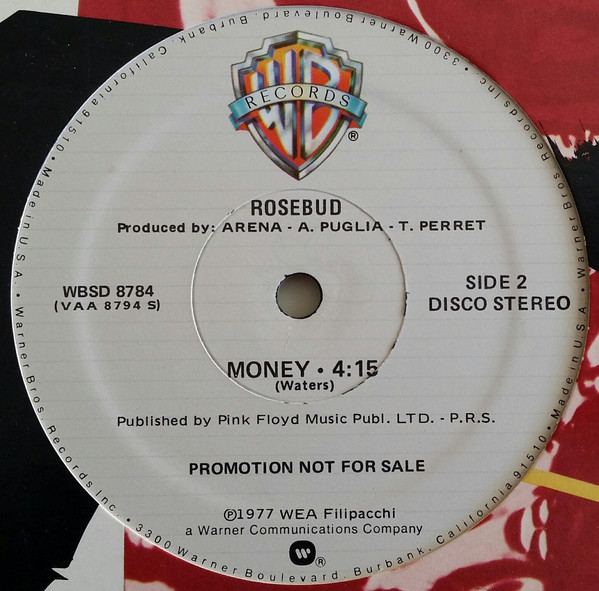 WB
RECORDS
®
ROSEBUD
Produced by: ARENA - A. PUGLIA - T. PERRET
WBSD 8784
(VAA 8794 S)
SIDE 2
DISCO STEREO
MONEY • 4:15
(Waters)
Published by Pink Floyd Music Publ. LTD. - P.R.S.
PROMOTION NOT FOR SALE
℗1977 WEA Filipacchi
a Warner Communications Company
®
• Made in U.S.A. • Warner Bros. Records Inc. • 3300 Warner Boulevard, Burbank, California 91510 • Made in U.S.A. • Warner Bros. Records Inc. • 3300 Warner Boulevard, Burbank, California 91510